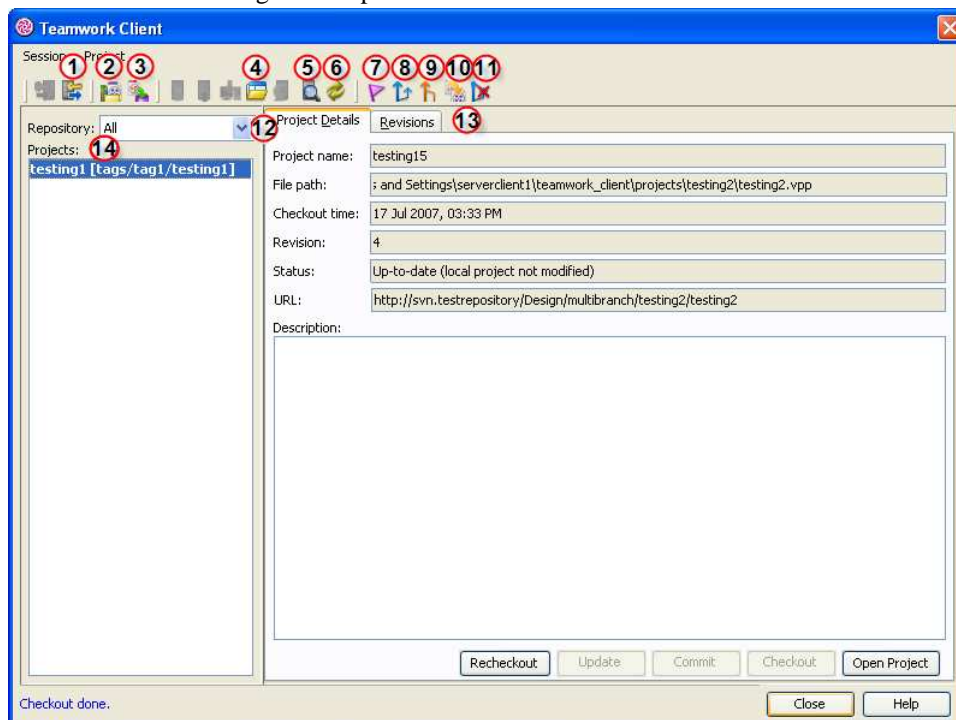 Teamwork Client
Session Project
1 2 3 4 5 6 7 8 9 10 11
Repository: All 12
Project Details Revisions 13
Projects: 14
testing1 [tags/tag1/testing1]
Project name: testing15
File path: s and Settings\serverclient1\teamwork_client\projects\testing2\testing2.vpp
Checkout time: 17 Jul 2007, 03:33 PM
Revision: 4
Status: Up-to-date (local project not modified)
URL: http://svn.testrepository/Design/multibranch/testing2/testing2
Description:
Recheckout Update Commit Checkout Open Project
Checkout done. Close Help